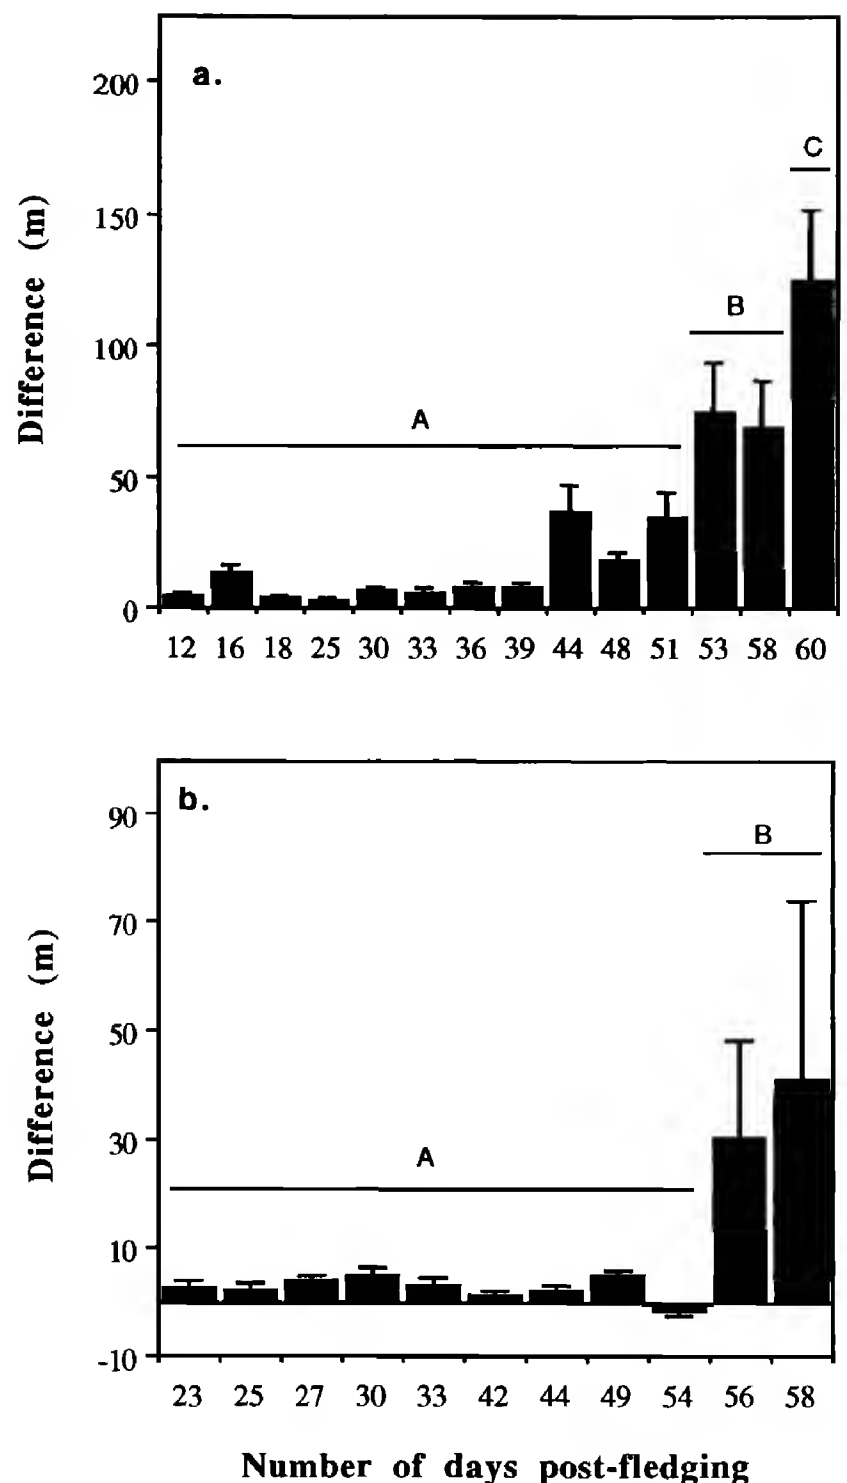 a.
200
150
100
50
0
Difference (m)
A
B
C
12 16 18 25 30 33 36 39 44 48 51 53 58 60
b.
90
70
50
30
10
-10
Difference (m)
A
B
23 25 27 30 33 42 44 49 54 56 58
Number of days post-fledging